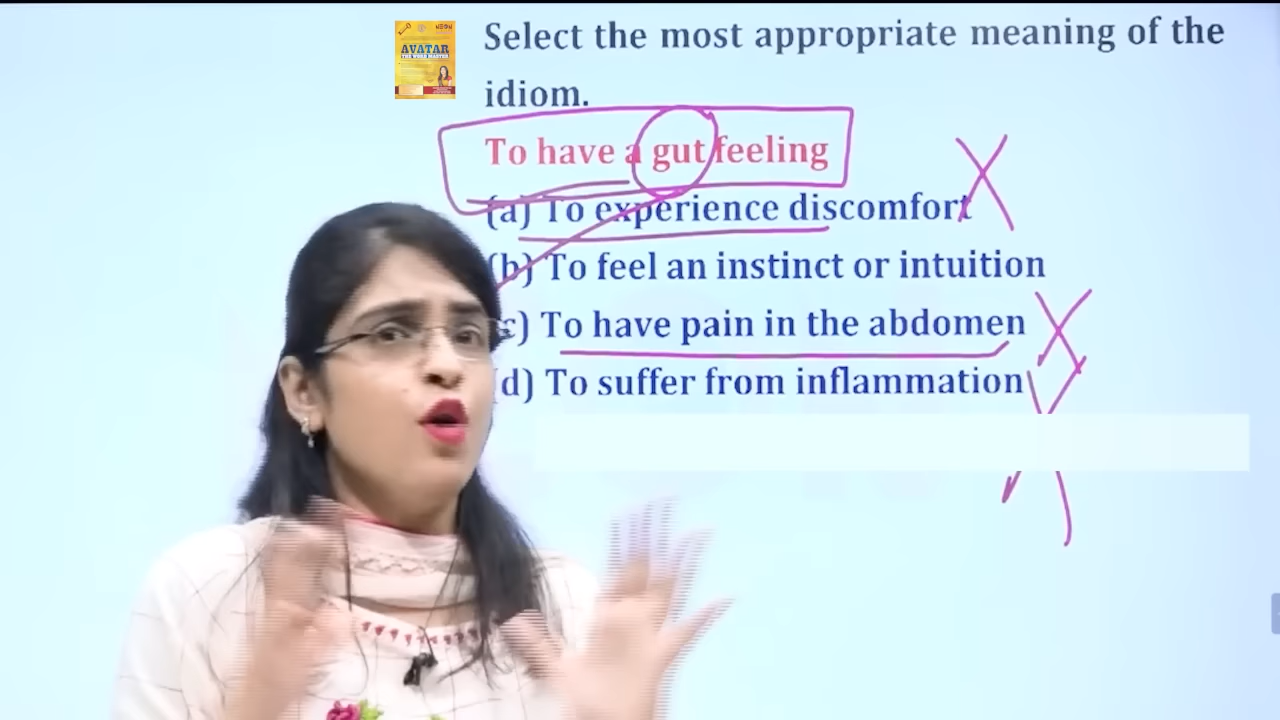 AVATAR
Select the most appropriate meaning of the
idiom.
To have a gut feeling
(a) To experience discomfort
(b) To feel an instinct or intuition
c) To have pain in the abdomen
(d) To suffer from inflammation